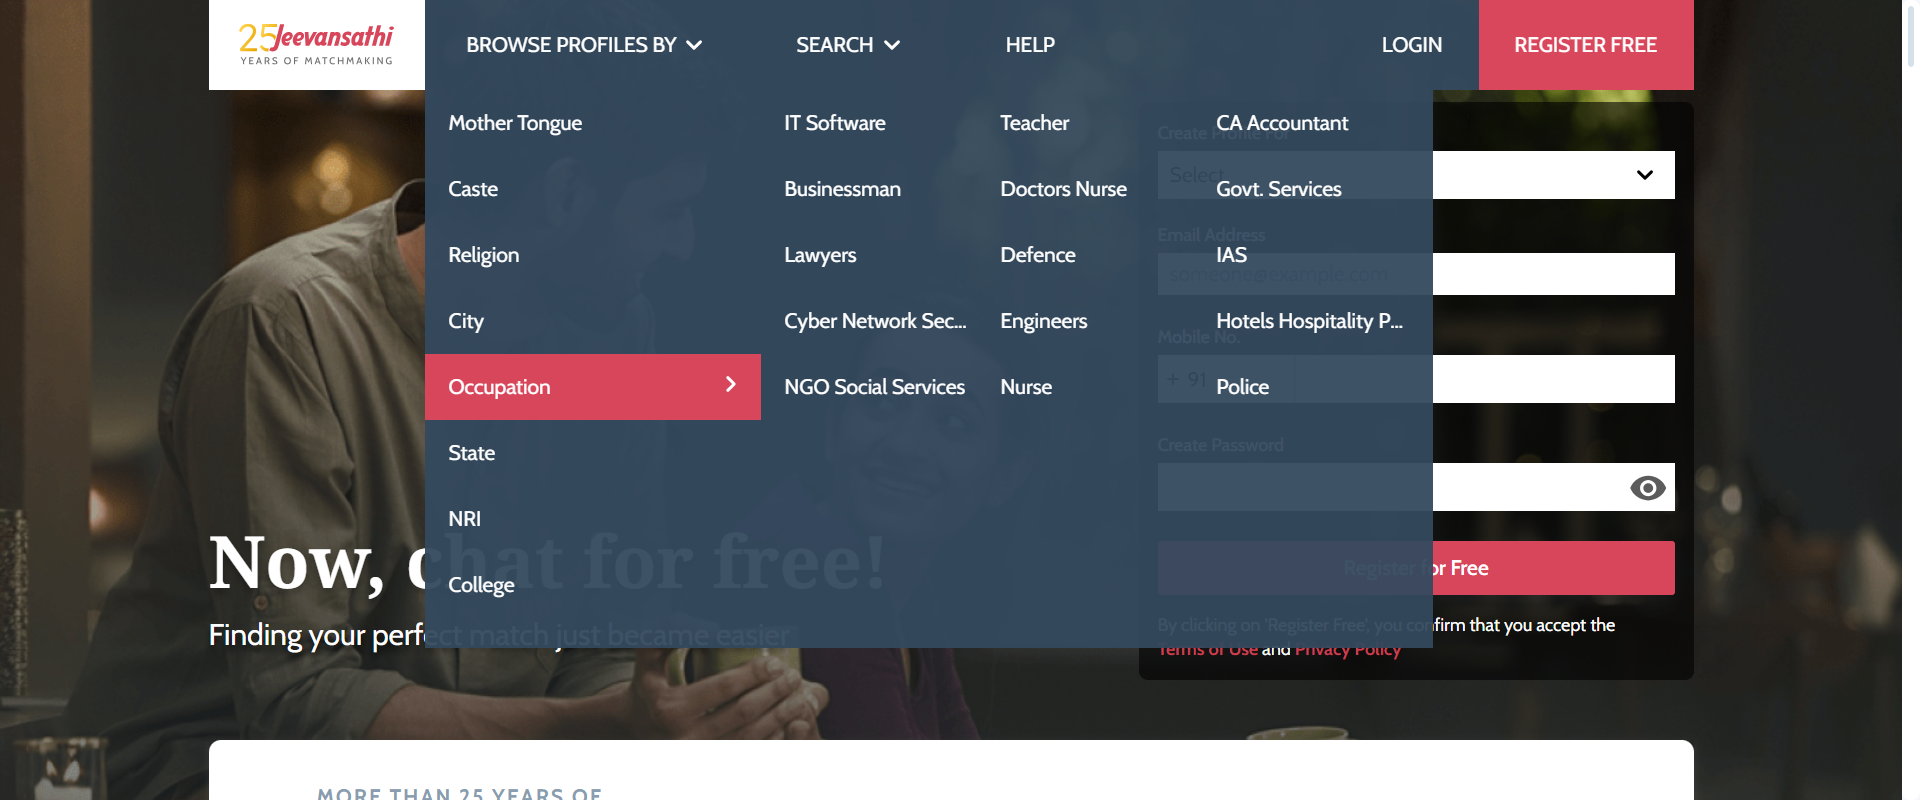 25 Jeevansathi
YEARS OF MATCHMAKING
BROWSE PROFILES BY
SEARCH
HELP
LOGIN
REGISTER FREE
Mother Tongue
Caste
Religion
City
Occupation
State
NRI
College
IT Software
Businessman
Lawyers
Cyber Network Sec...
NGO Social Services
Teacher
Doctors Nurse
Defence
Engineers
Nurse
CA Accountant
Govt. Services
IAS
Hotels Hospitality P...
Police
Create Profile For
Select
Email Address
someone@example.com
Mobile No.
+ 91
Create Password
Register for Free
By clicking on 'Register Free', you confirm that you accept the
Terms of Use and Privacy Policy
Now, chat for free!
Finding your perfect match just became easier
MORE THAN 25 YEARS OF